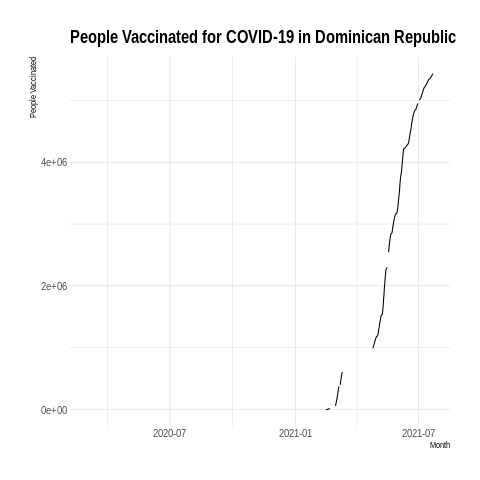 People Vaccinated for COVID-19 in Dominican Republic
People Vaccinated
4e+06
2e+06
0e+00
2020-07 2021-01 2021-07
Month